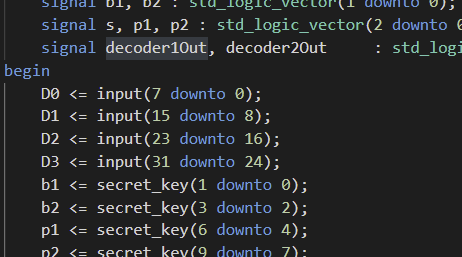 signal b1, b2 : std_logic_vector(1 downto 0);
signal s, p1, p2 : std_logic_vector(2 downto 0
signal decoder1Out, decoder2Out : std_logi
begin
D0 <= input(7 downto 0);
D1 <= input(15 downto 8);
D2 <= input(23 downto 16);
D3 <= input(31 downto 24);
b1 <= secret_key(1 downto 0);
b2 <= secret_key(3 downto 2);
p1 <= secret_key(6 downto 4);
p2 <= secret_key(9 downto 7);